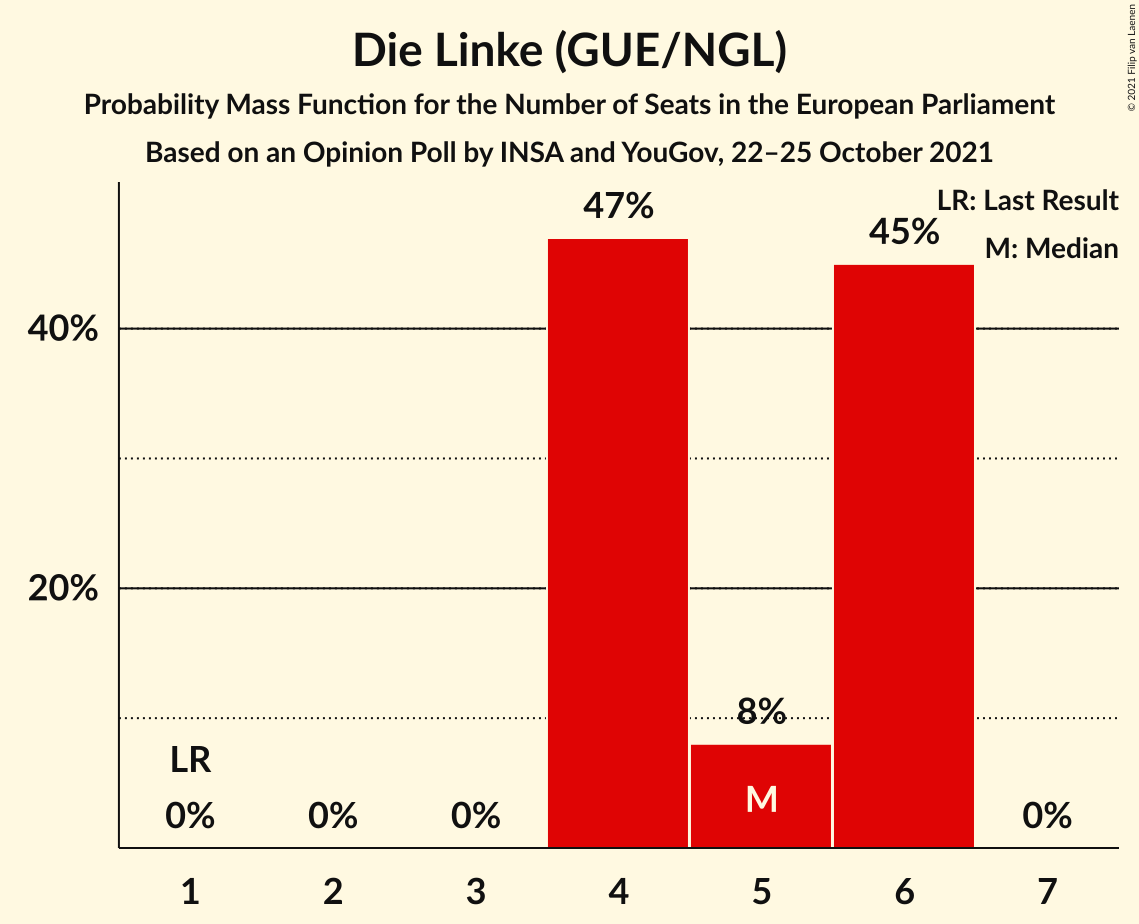 Die Linke (GUE/NGL)
Probability Mass Function for the Number of Seats in the European Parliament
Based on an Opinion Poll by INSA and YouGov, 22–25 October 2021
© 2021 Filip van Laenen
LR: Last Result
M: Median
47%
45%
40%
20%
8%
M
LR
0%
0%
0%
0%
1
2
3
4
5
6
7